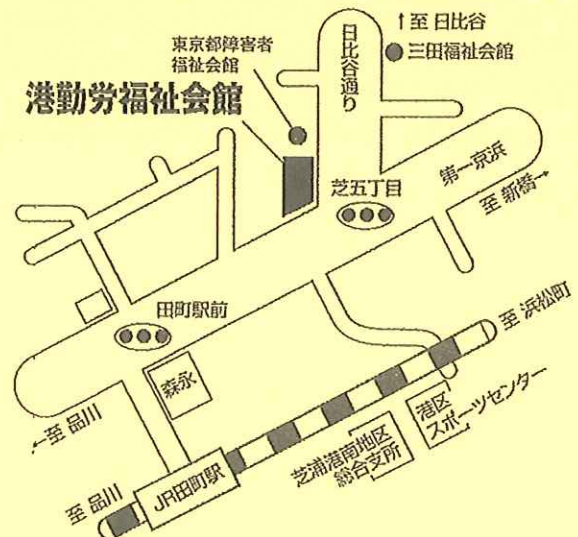 ↑至 日比谷
三田福祉会館
日比谷通り
東京都障害者
福祉会館
港勤労福祉会館
第一京浜
至 新橋→
芝五丁目
田町駅前
至 浜松町
森永
←至 品川
港区
スポーツセンター
芝浦港南地区
総合支所
JR田町駅
至 品川